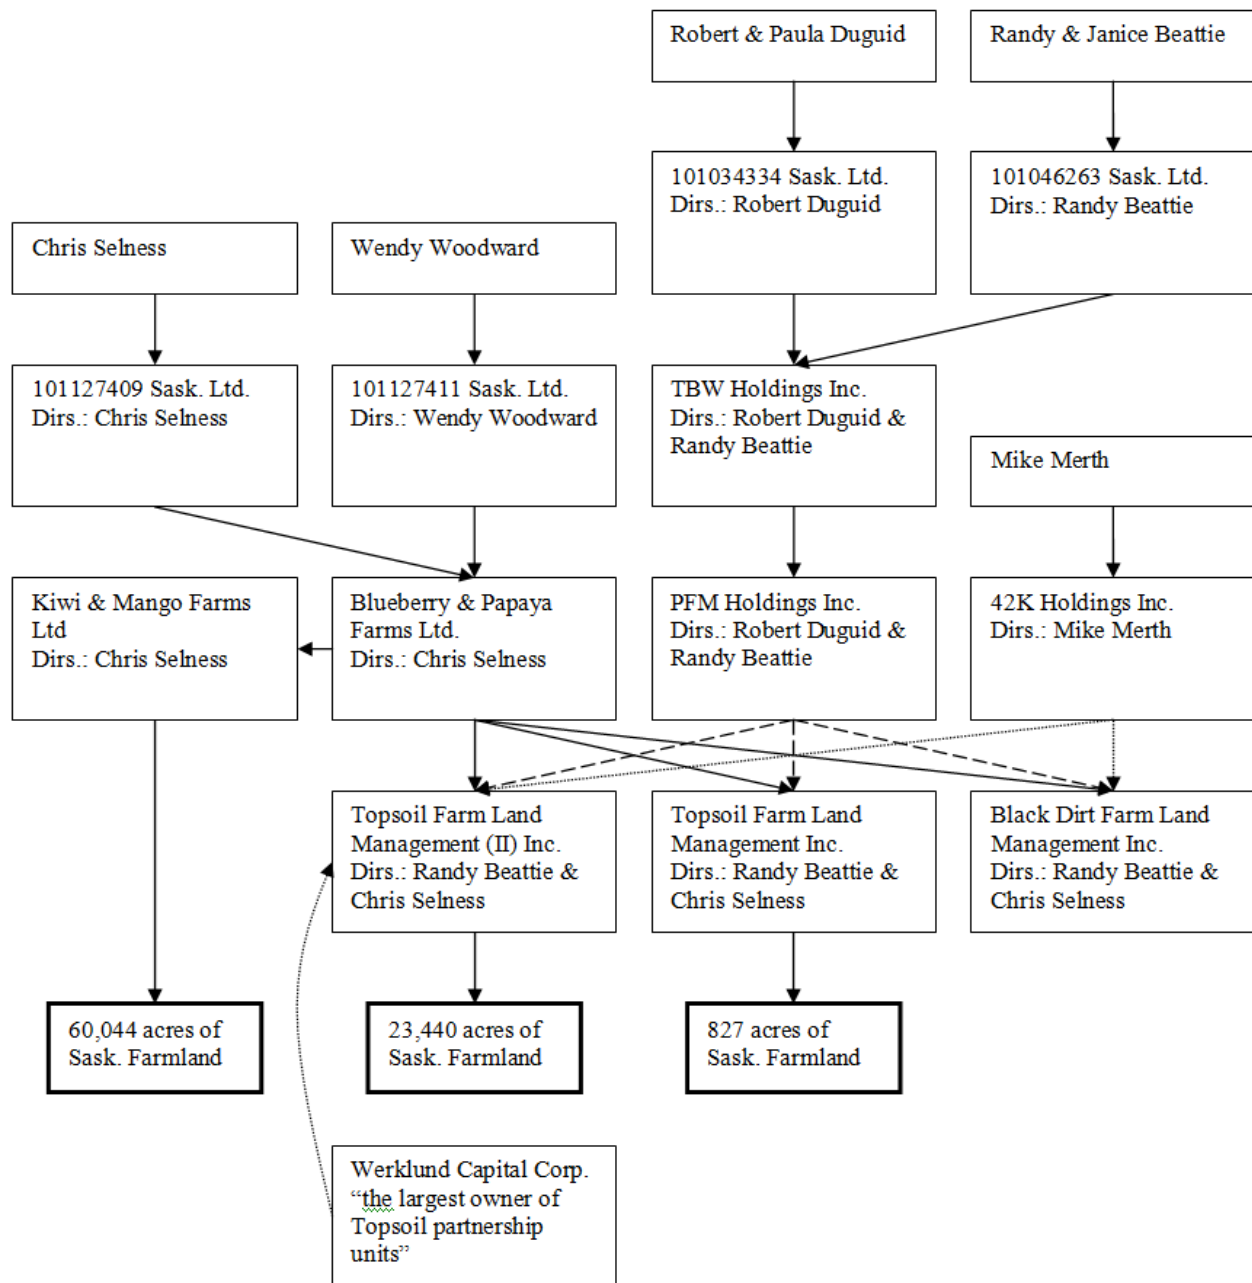 Robert & Paula Duguid
Randy & Janice Beattie
101034334 Sask. Ltd.
Dirs.: Robert Duguid
101046263 Sask. Ltd.
Dirs.: Randy Beattie
Chris Selness
Wendy Woodward
101127409 Sask. Ltd.
Dirs.: Chris Selness
101127411 Sask. Ltd.
Dirs.: Wendy Woodward
TBW Holdings Inc.
Dirs.: Robert Duguid &
Randy Beattie
Mike Merth
Kiwi & Mango Farms
Ltd
Dirs.: Chris Selness
Blueberry & Papaya
Farms Ltd.
Dirs.: Chris Selness
PFM Holdings Inc.
Dirs.: Robert Duguid &
Randy Beattie
42K Holdings Inc.
Dirs.: Mike Merth
Topsoil Farm Land
Management (II) Inc.
Dirs.: Randy Beattie &
Chris Selness
Topsoil Farm Land
Management Inc.
Dirs.: Randy Beattie &
Chris Selness
Black Dirt Farm Land
Management Inc.
Dirs.: Randy Beattie &
Chris Selness
60,044 acres of
Sask. Farmland
23,440 acres of
Sask. Farmland
827 acres of
Sask. Farmland
Werklund Capital Corp.
“the largest owner of
Topsoil partnership
units”